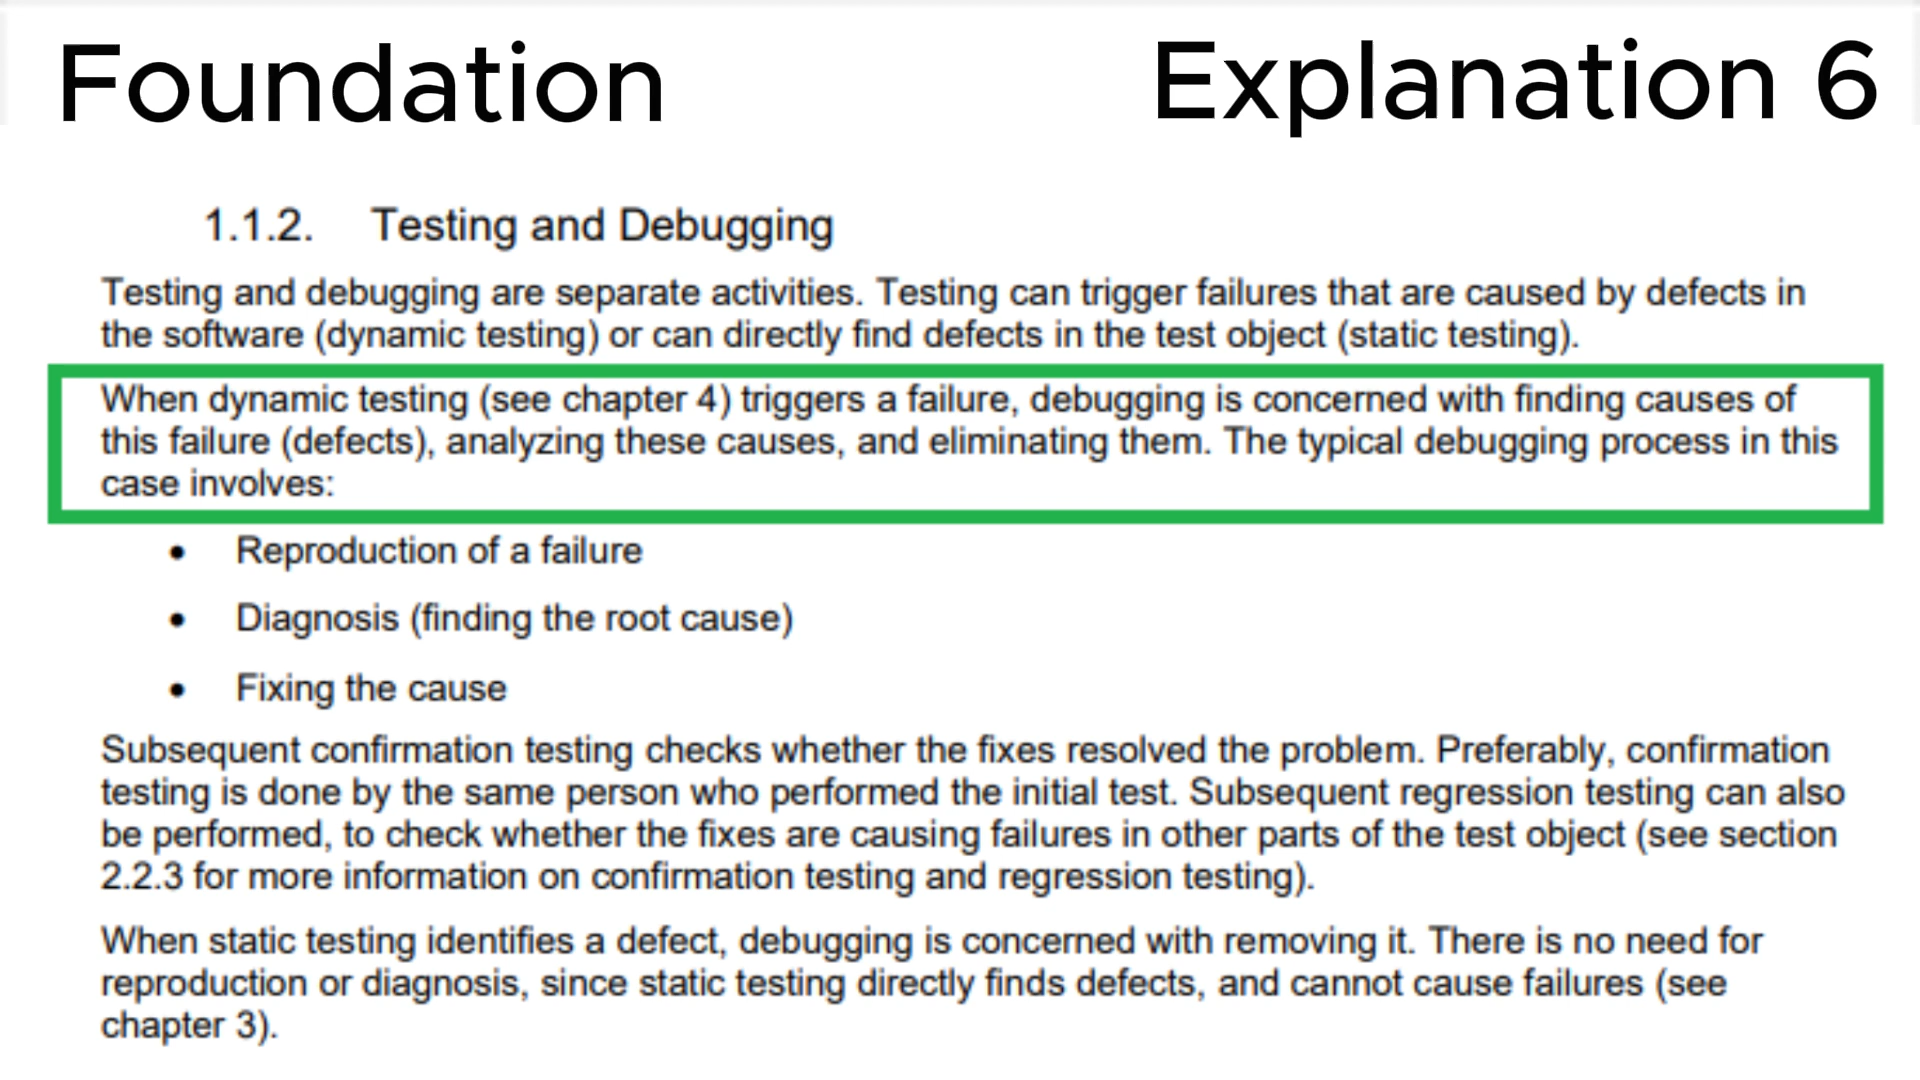 Foundation
Explanation 6
1.1.2. Testing and Debugging
Testing and debugging are separate activities. Testing can trigger failures that are caused by defects in
the software (dynamic testing) or can directly find defects in the test object (static testing).
When dynamic testing (see chapter 4) triggers a failure, debugging is concerned with finding causes of
this failure (defects), analyzing these causes, and eliminating them. The typical debugging process in this
case involves:
• Reproduction of a failure
• Diagnosis (finding the root cause)
• Fixing the cause
Subsequent confirmation testing checks whether the fixes resolved the problem. Preferably, confirmation
testing is done by the same person who performed the initial test. Subsequent regression testing can also
be performed, to check whether the fixes are causing failures in other parts of the test object (see section
2.2.3 for more information on confirmation testing and regression testing).
When static testing identifies a defect, debugging is concerned with removing it. There is no need for
reproduction or diagnosis, since static testing directly finds defects, and cannot cause failures (see
chapter 3).